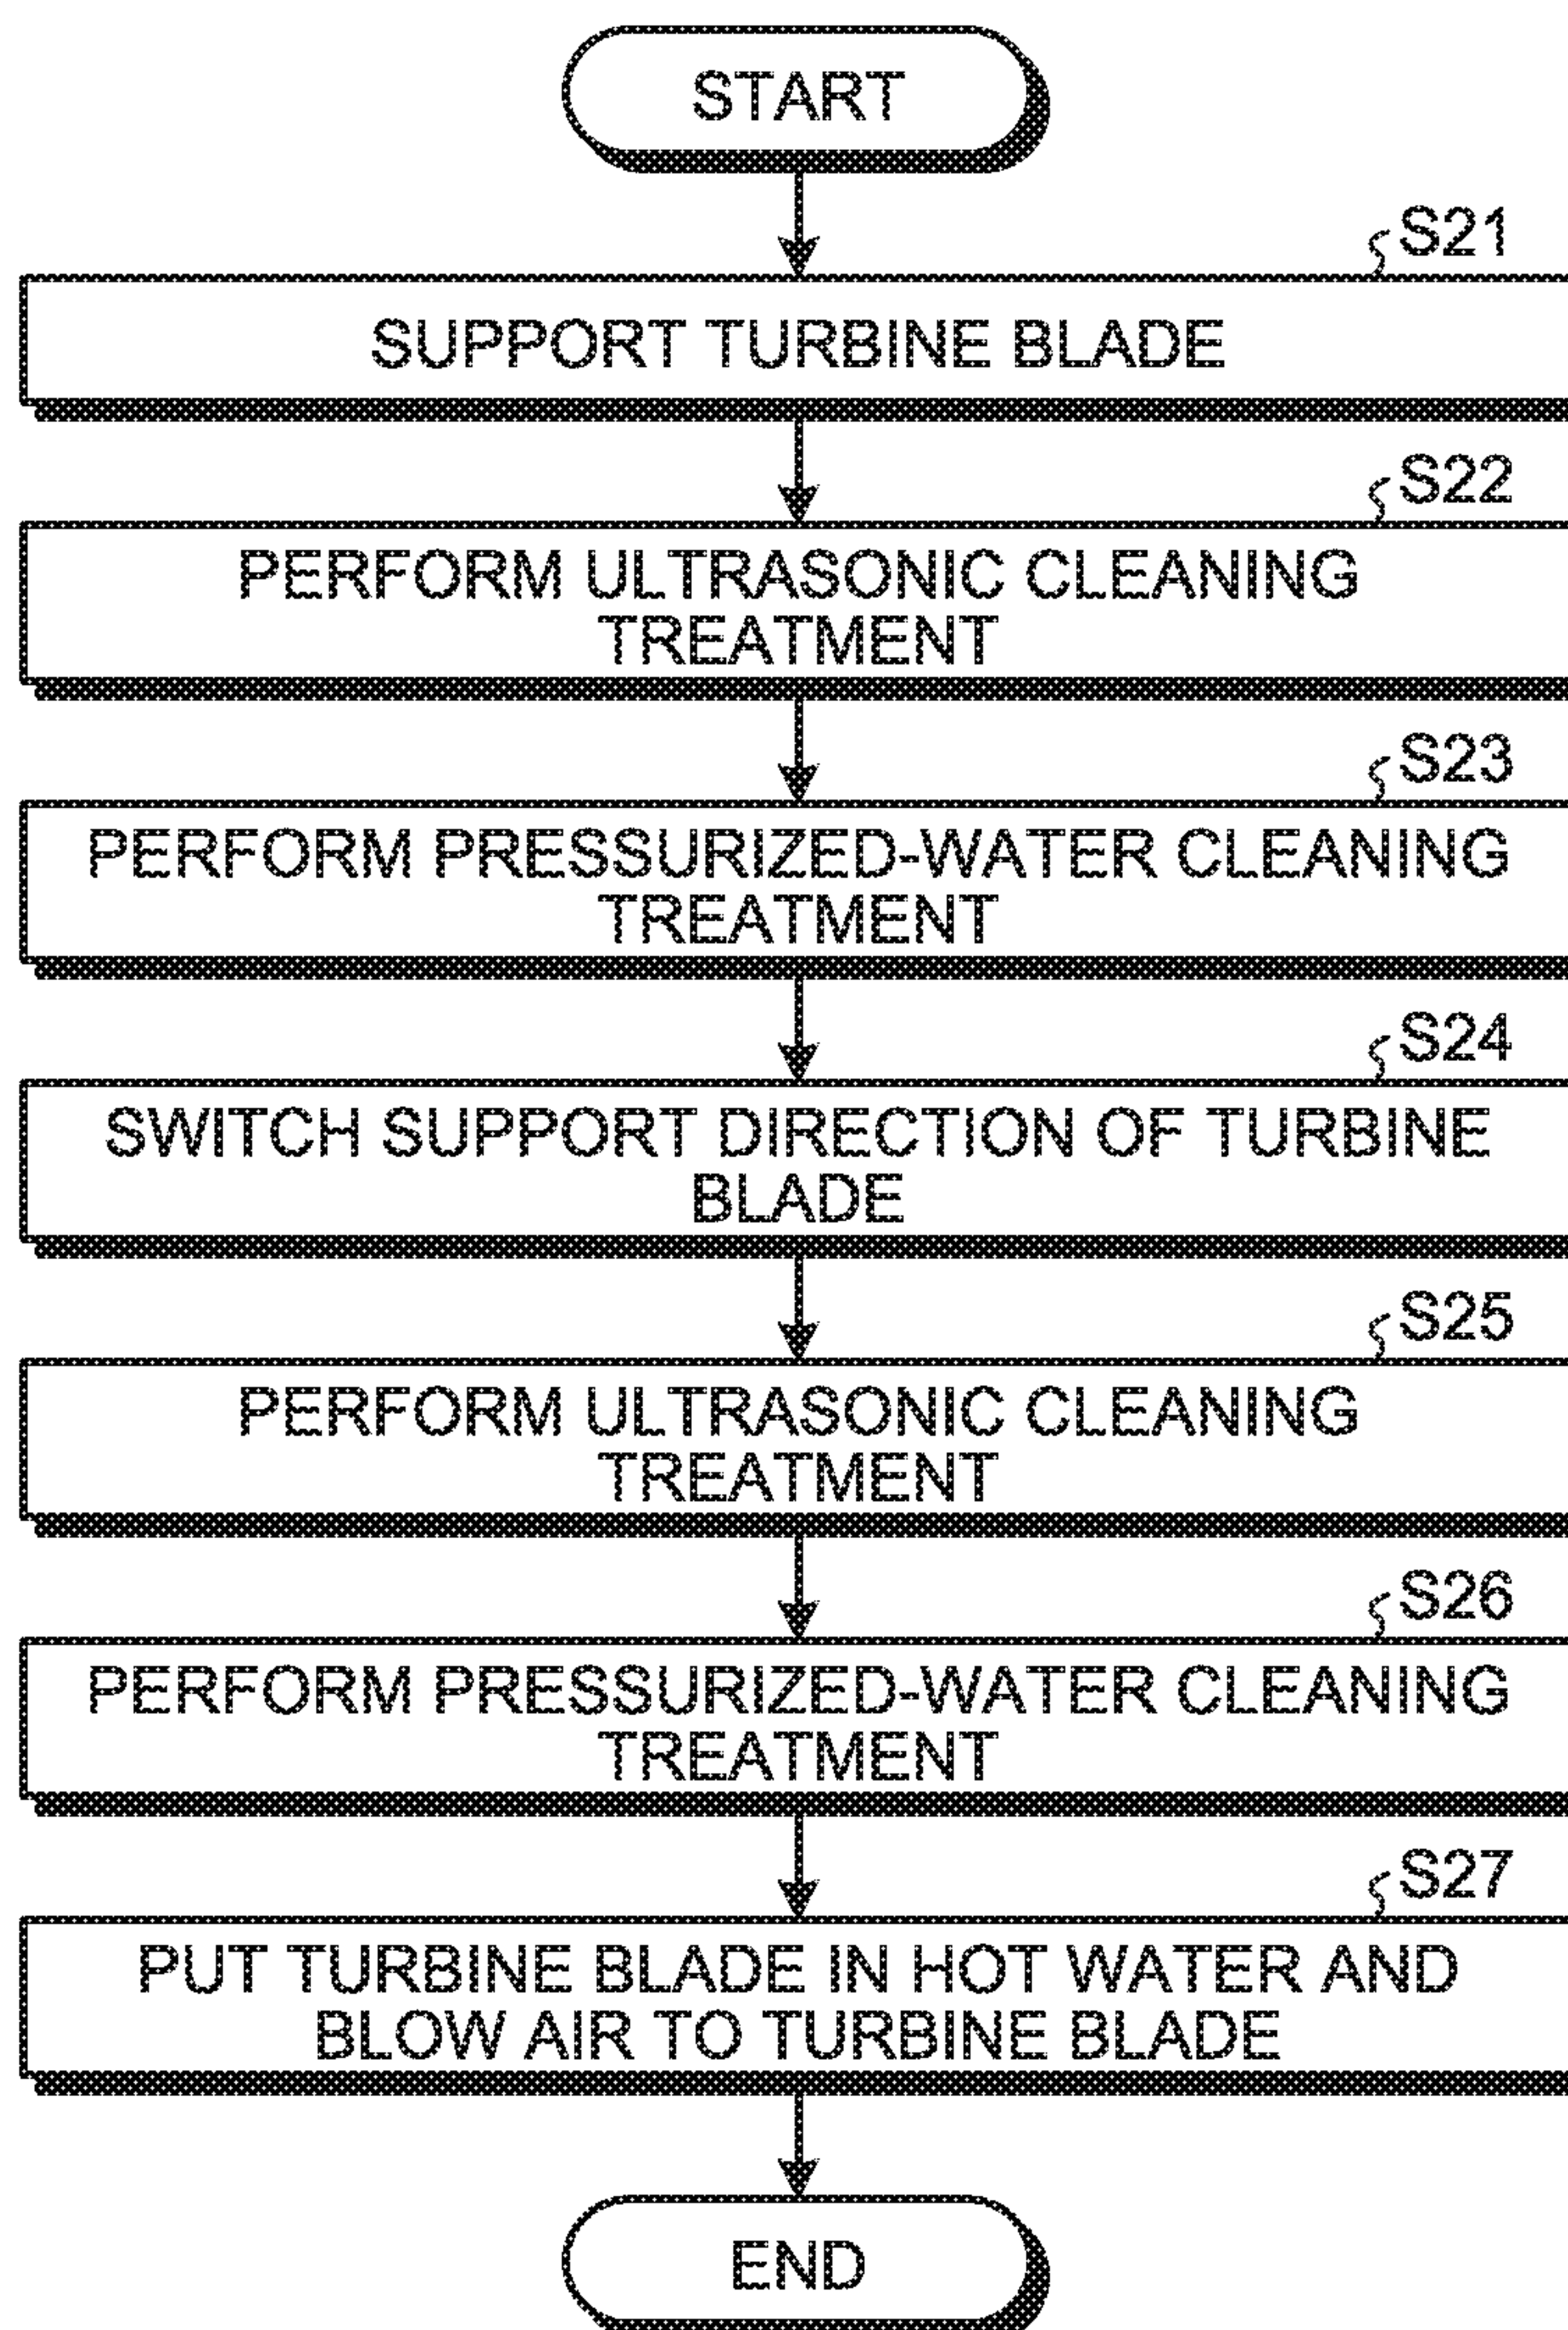 START
S21
SUPPORT TURBINE BLADE
S22
PERFORM ULTRASONIC CLEANING
TREATMENT
S23
PERFORM PRESSURIZED-WATER CLEANING
TREATMENT
S24
SWITCH SUPPORT DIRECTION OF TURBINE
BLADE
S25
PERFORM ULTRASONIC CLEANING
TREATMENT
S26
PERFORM PRESSURIZED-WATER CLEANING
TREATMENT
S27
PUT TURBINE BLADE IN HOT WATER AND
BLOW AIR TO TURBINE BLADE
END